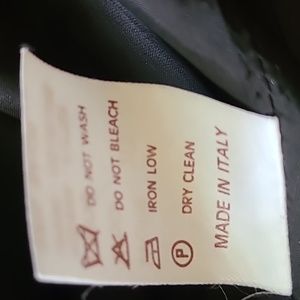 DO NOT WASH
DO NOT BLEACH
IRON LOW
P DRY CLEAN
MADE IN ITALY